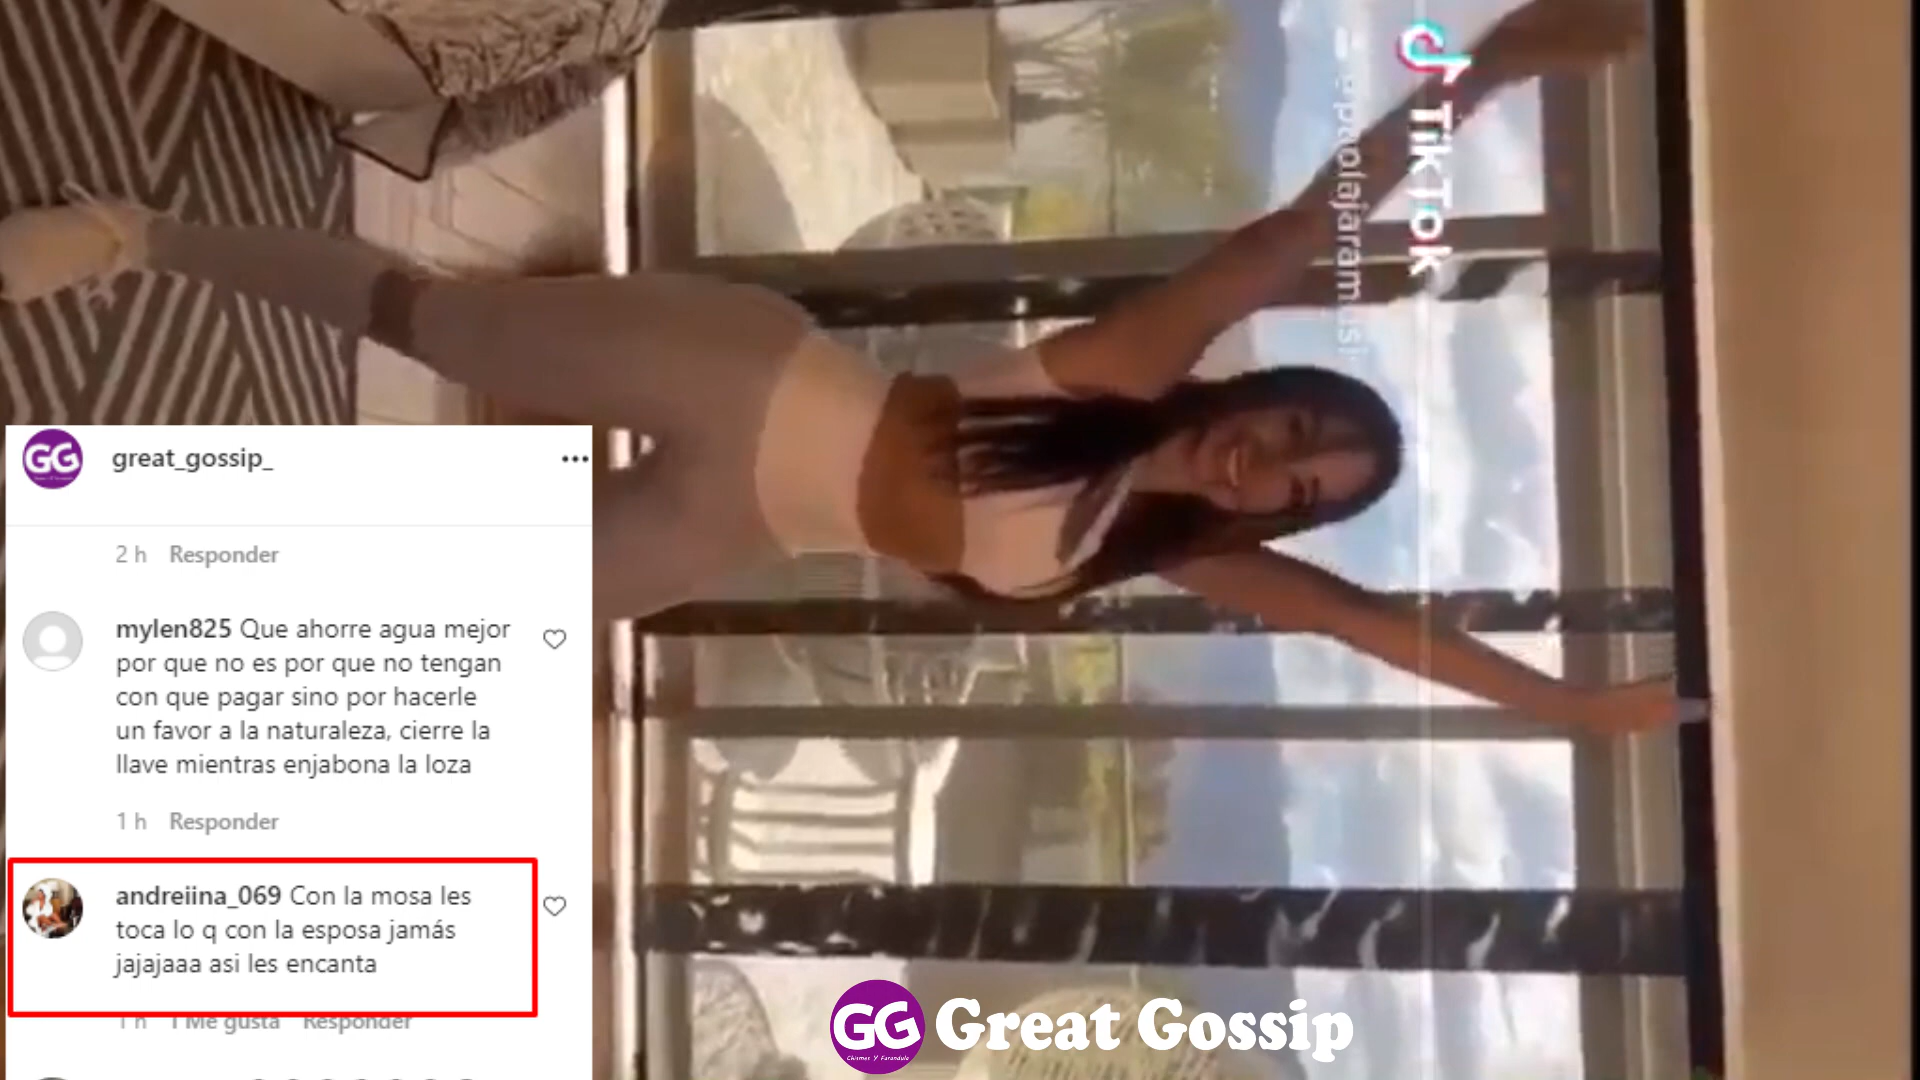 TikTok
great_gossip_
2 h Responder
mylen825 Que ahorre agua mejor
por que no es por que no tengan
con que pagar sino por hacerle
un favor a la naturaleza, cierre la
llave mientras enjabona la loza
1 h Responder
andreiina_069 Con la mosa les
toca lo q con la esposa jamás
jajajaaa asi les encanta
1 h 1 Me gusta Responder
GG
Great Gossip
Chismes Y Farandula